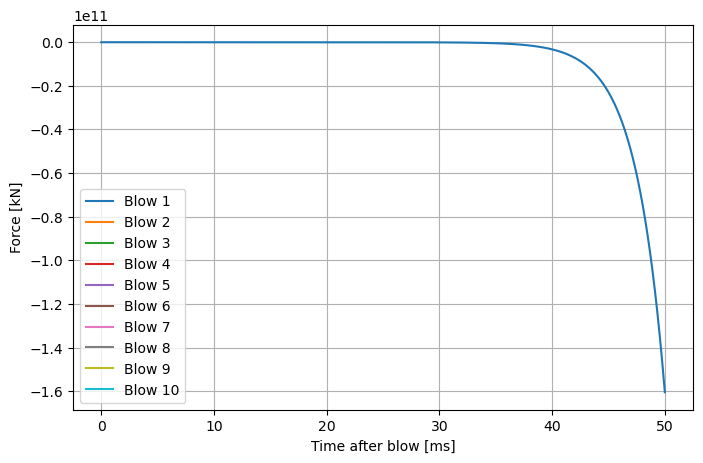 1e11
0.0
−0.2
−0.4
−0.6
−0.8
−1.0
−1.2
−1.4
−1.6
Force [kN]
Blow 1
Blow 2
Blow 3
Blow 4
Blow 5
Blow 6
Blow 7
Blow 8
Blow 9
Blow 10
0 10 20 30 40 50
Time after blow [ms]